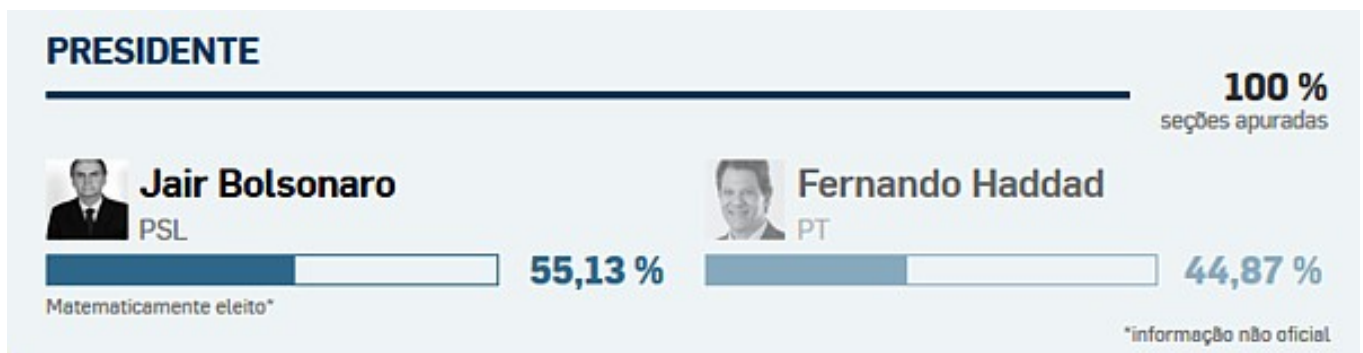 PRESIDENTE
100 %
seções apuradas
Jair Bolsonaro
PSL
55,13 %
Matematicamente eleito*
Fernando Haddad
PT
44,87 %
*informação não oficial